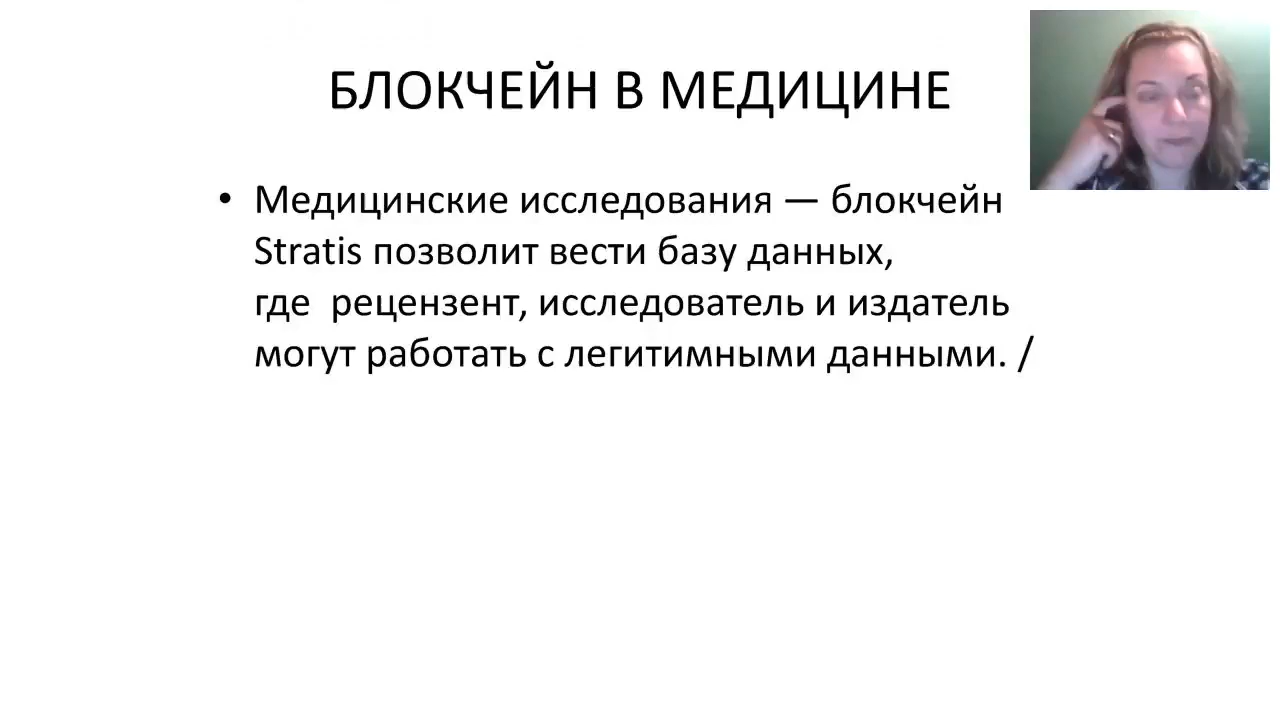 БЛОКЧЕЙН В МЕДИЦИНЕ
• Медицинские исследования — блокчейн
Stratis позволит вести базу данных,
где  рецензент, исследователь и издатель
могут работать с легитимными данными. /